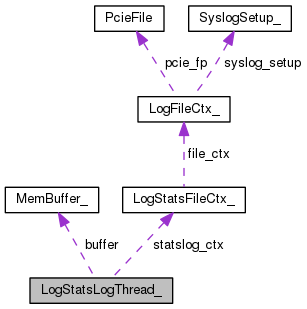 PcieFile
SyslogSetup_
pcie_fp
syslog_setup
LogFileCtx_
file_ctx
MemBuffer_
LogStatsFileCtx_
buffer
statslog_ctx
LogStatsLogThread_